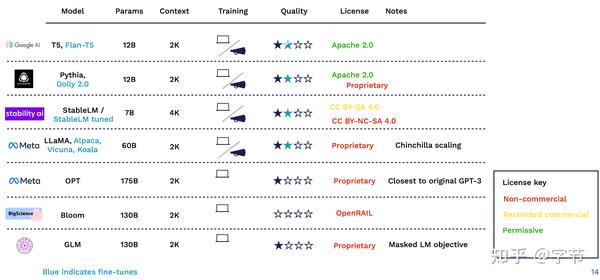 Model Params Context Training Quality License Notes
Google AI T5, Flan-T5 12B 2K Apache 2.0
Pythia, Dolly 2.0 12B 2K Apache 2.0 Proprietary
stability ai StableLM / StableLM tuned 7B 4K CC BY-SA 4.0 CC BY-NC-SA 4.0
Meta LLaMA, Alpaca, Vicuna, Koala 60B 2K Proprietary Chinchilla scaling
Meta OPT 175B 2K Proprietary Closest to original GPT-3
BigScience Bloom 130B 2K OpenRAIL
GLM 130B 2K Proprietary Masked LM objective
License key
Non-commercial
Restricted commercial
Permissive
Blue indicates fine-tunes
知乎 @字节
14